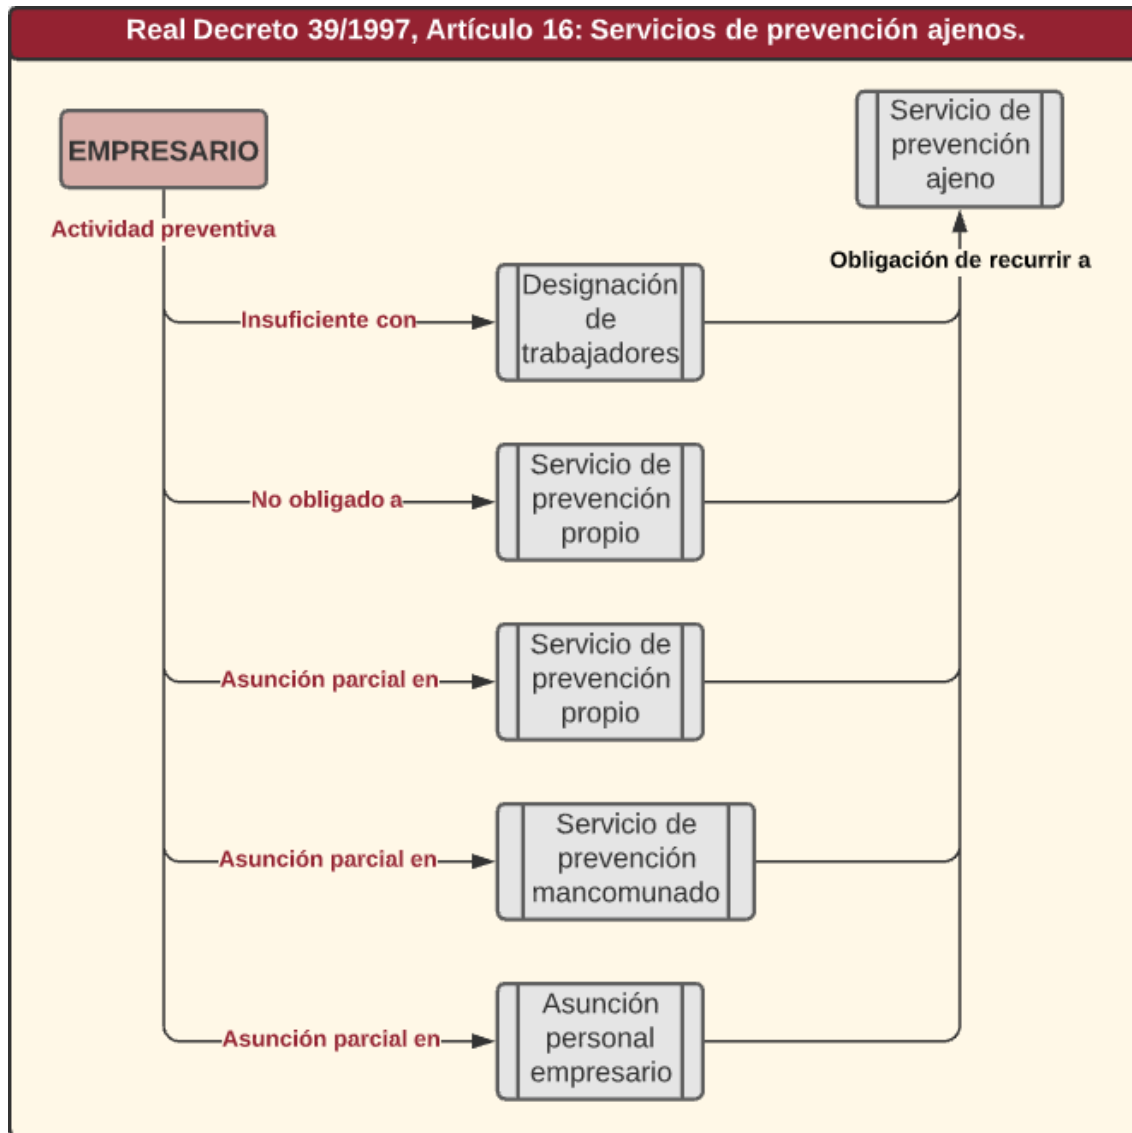 Real Decreto 39/1997, Artículo 16: Servicios de prevención ajenos.
EMPRESARIO
Servicio de
prevención
ajeno
Actividad preventiva
Obligación de recurrir a
Insuficiente con
Designación
de
trabajadores
No obligado a
Servicio de
prevención
propio
Asunción parcial en
Servicio de
prevención
propio
Asunción parcial en
Servicio de
prevención
mancomunado
Asunción parcial en
Asunción
personal
empresario